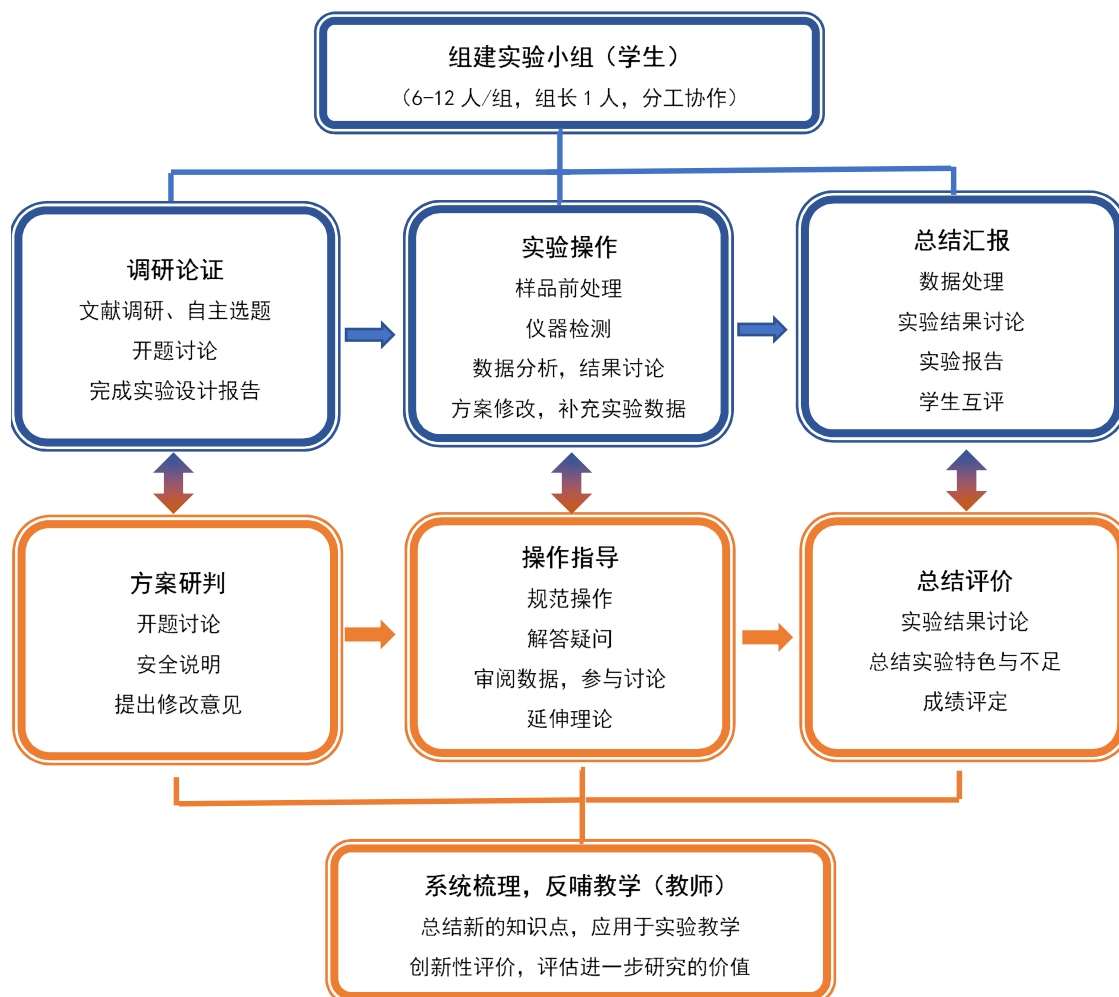 组建实验小组（学生）
（6-12人/组，组长1人，分工协作）
调研论证
文献调研、自主选题
开题讨论
完成实验设计报告
实验操作
样品前处理
仪器检测
数据分析，结果讨论
方案修改，补充实验数据
总结汇报
数据处理
实验结果讨论
实验报告
学生互评
方案研判
开题讨论
安全说明
提出修改意见
操作指导
规范操作
解答疑问
审阅数据，参与讨论
延伸理论
总结评价
实验结果讨论
总结实验特色与不足
成绩评定
系统梳理，反哺教学（教师）
总结新的知识点，应用于实验教学
创新性评价，评估进一步研究的价值